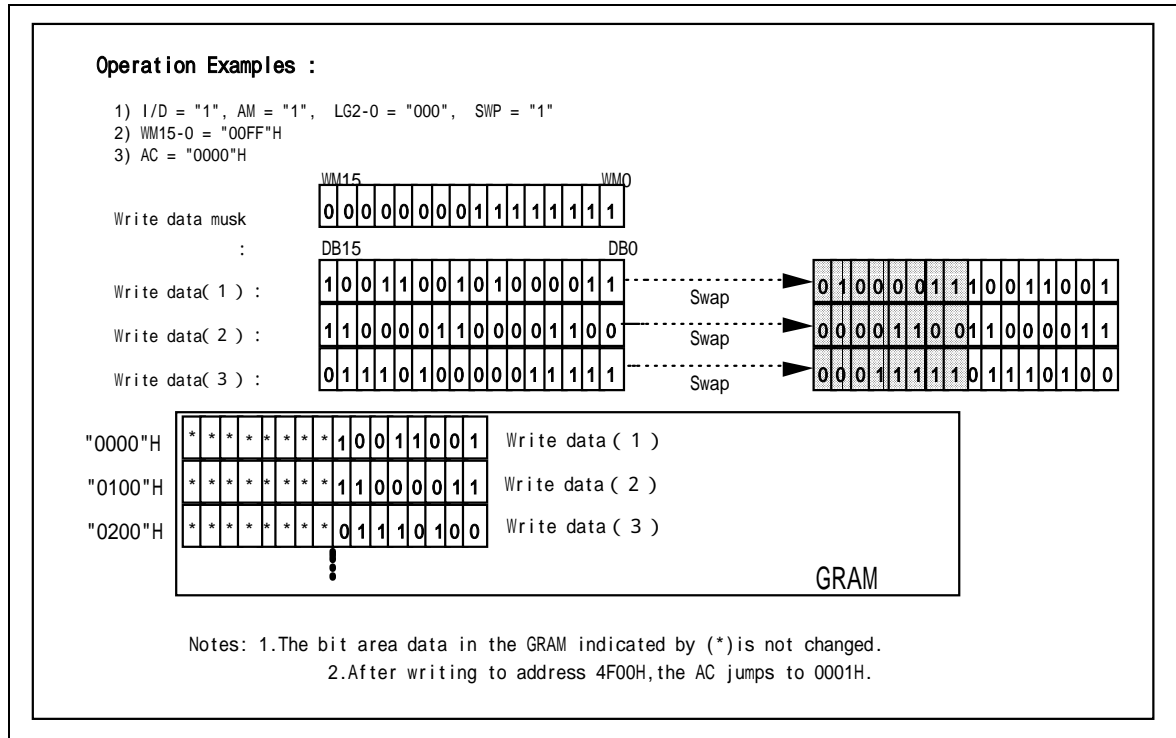 Operation Examples :
1) I/D = "1", AM = "1", LG2-0 = "000", SWP = "1"
2) WM15-0 = "00FF"H
3) AC = "0000"H
WM15 WM0
Write data musk 0 0 0 0 0 0 0 0 1 1 1 1 1 1 1 1
:
DB15 DB0
Write data( 1 ) : 1 0 0 1 1 0 0 1 0 1 0 0 0 0 1 1 Swap 0 1 0 0 0 0 1 1 1 0 0 1 1 0 0 1
Write data( 2 ) : 1 1 0 0 0 0 1 1 0 0 0 0 1 1 0 0 Swap 0 0 0 0 1 1 0 0 1 1 0 0 0 0 1 1
Write data( 3 ) : 0 1 1 1 0 1 0 0 0 0 0 1 1 1 1 1 Swap 0 0 0 1 1 1 1 1 0 1 1 1 0 1 0 0
"0000"H * * * * * * * * 1 0 0 1 1 0 0 1 Write data ( 1 )
"0100"H * * * * * * * * 1 1 0 0 0 0 1 1 Write data ( 2 )
"0200"H * * * * * * * * 0 1 1 1 0 1 0 0 Write data ( 3 )
GRAM
Notes: 1.The bit area data in the GRAM indicated by (*)is not changed.
2.After writing to address 4F00H,the AC jumps to 0001H.